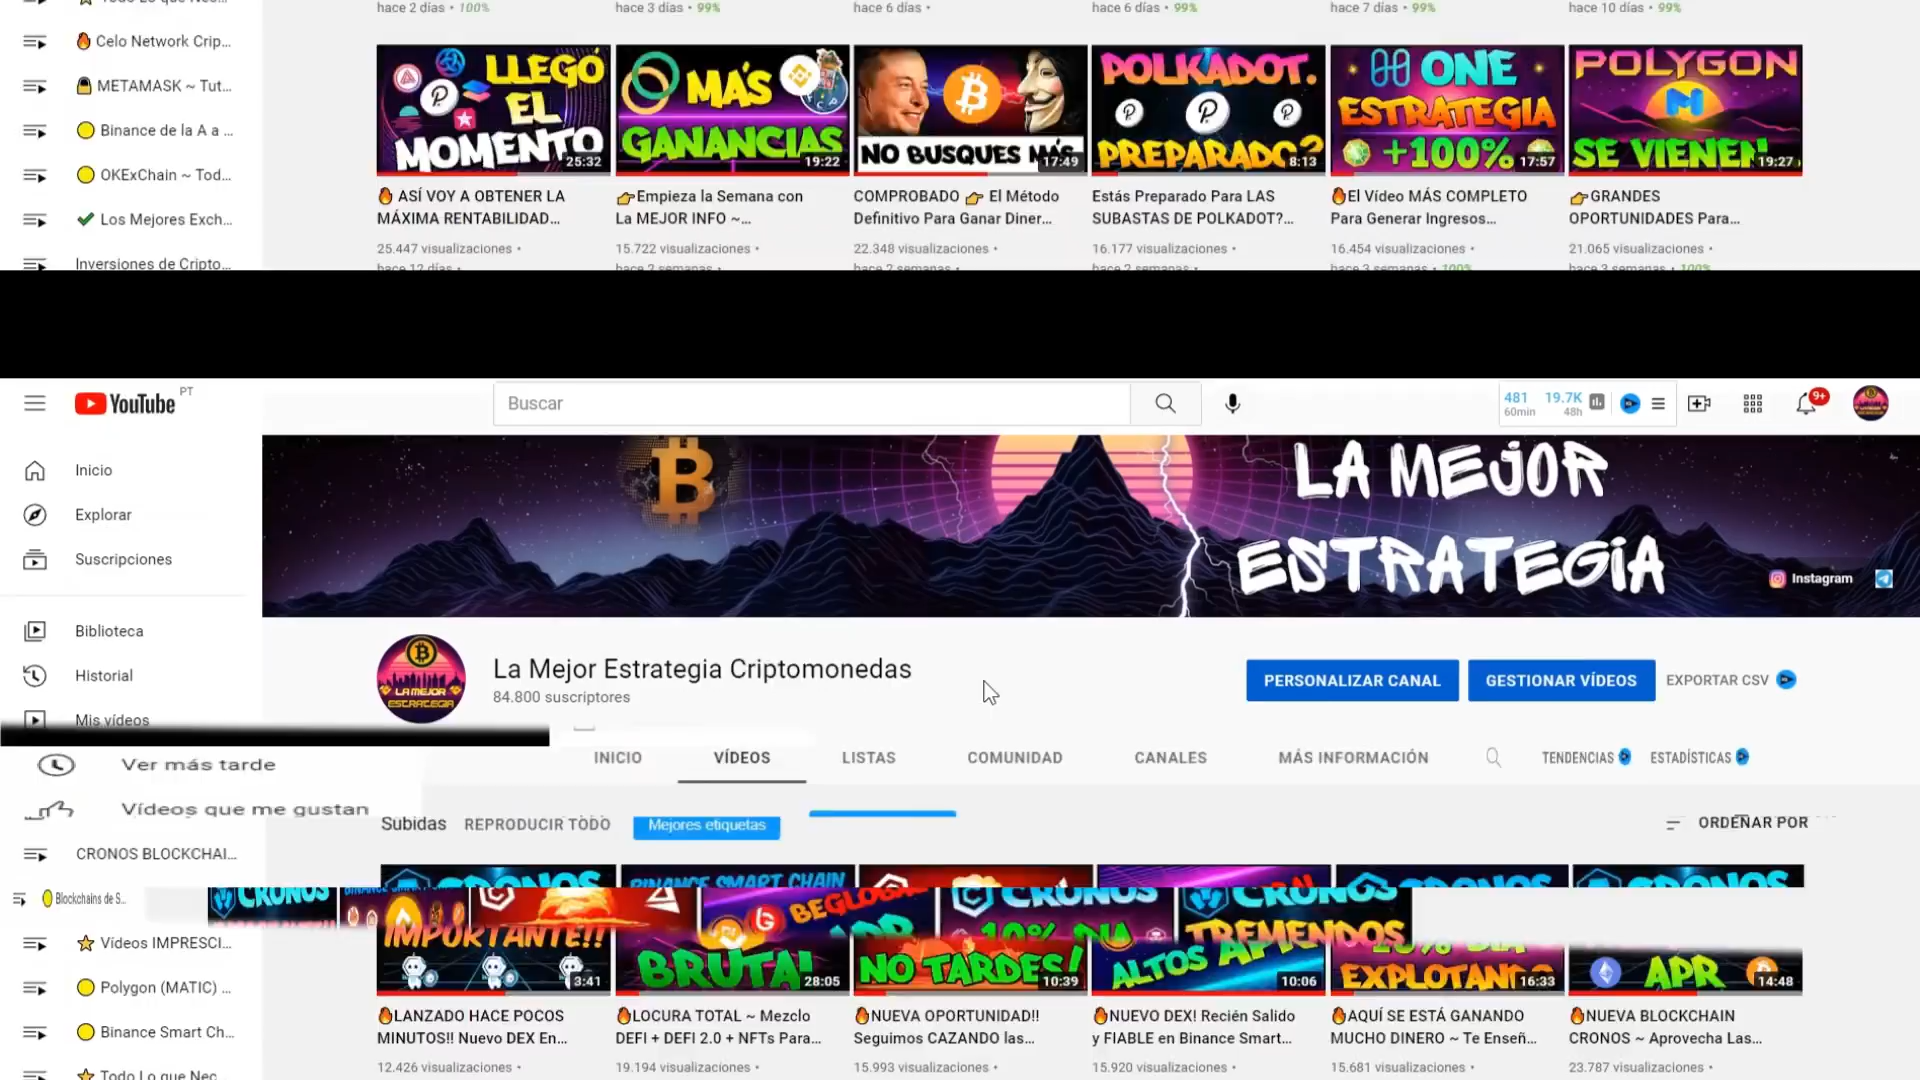 hace 2 días • 100%
hace 3 días • 99%
hace 6 días •
hace 6 días • 99%
hace 7 días • 99%
hace 10 días • 99%
Celo Network Crip...
METAMASK ~ Tut...
Binance de la A a ...
OKExChain ~ Tod...
Los Mejores Exch...
Inversiones de Cripto...
LLEGÓ
EL
MOMENTO
25:32
MÁS
GANANCIAS
19:22
NO BUSQUES MÁS
17:49
POLKADOT.
PREPARADO?
8:13
ONE
ESTRATEGIA
+100%
17:57
POLYGON
SE VIENEN
19:27
ASÍ VOY A OBTENER LA
MÁXIMA RENTABILIDAD...
25.447 visualizaciones •
hace 12 días •
Empieza la Semana con
La MEJOR INFO ~...
15.722 visualizaciones •
hace 2 semanas •
COMPROBADO 👉 El Método
Definitivo Para Ganar Diner...
22.348 visualizaciones •
hace 2 semanas •
Estás Preparado Para LAS
SUBASTAS DE POLKADOT?...
16.177 visualizaciones •
hace 2 semanas •
El Vídeo MÁS COMPLETO
Para Generar Ingresos...
16.454 visualizaciones •
hace 3 semanas • 100%
GRANDES
OPORTUNIDADES Para...
21.065 visualizaciones •
hace 3 semanas • 100%
YouTube PT
Buscar
481 19.7K
60min 48h
9+
Inicio
Explorar
Suscripciones
Biblioteca
Historial
Mis vídeos
Ver más tarde
Vídeos que me gustan
CRONOS BLOCKCHAI...
Blockchains de S...
Vídeos IMPRESCI...
Polygon (MATIC) ...
Binance Smart Ch...
Todo Lo que Nec...
LA MEJOR
ESTRATEGIA
Instagram
LA MEJOR
ESTRATEGIA
La Mejor Estrategia Criptomonedas
84.800 suscriptores
PERSONALIZAR CANAL
GESTIONAR VÍDEOS
EXPORTAR CSV
INICIO
VÍDEOS
LISTAS
COMUNIDAD
CANALES
MÁS INFORMACIÓN
TENDENCIAS
ESTADÍSTICAS
Subidas
REPRODUCIR TODO
Mejores etiquetas
ORDENAR POR
CRONOS
BINANCE SMART CHAIN
CRONOS
CRONOS
CRONOS
CRONOS
BEGLOBAL
APR
CRONOS
10% DIA
CRONOS
TREMENDOS
IMPORTANTE!!
3:41
BRUTAL
28:05
NO TARDES!
10:39
ALTOS APR
10:06
EXPLOTANDO
16:33
APR
14:48
LANZADO HACE POCOS
MINUTOS!! Nuevo DEX En...
12.426 visualizaciones •
LOCURA TOTAL ~ Mezclo
DEFI + DEFI 2.0 + NFTs Para...
19.194 visualizaciones •
NUEVA OPORTUNIDAD!!
Seguimos CAZANDO las...
15.993 visualizaciones •
NUEVO DEX! Recién Salido
y FIABLE en Binance Smart...
15.920 visualizaciones •
AQUÍ SE ESTÁ GANANDO
MUCHO DINERO ~ Te Enseñ...
15.681 visualizaciones •
NUEVA BLOCKCHAIN
CRONOS ~ Aprovecha Las...
23.787 visualizaciones •